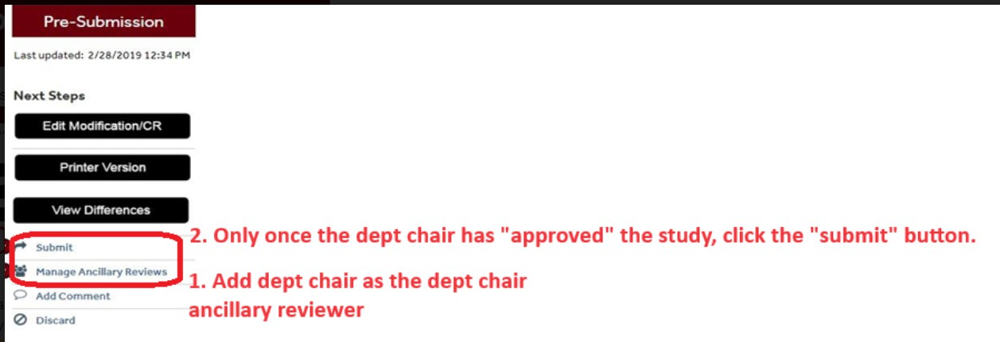 Pre-Submission
Last updated: 2/28/2019 12:34 PM
Next Steps
Edit Modification/CR
Printer Version
View Differences
2. Only once the dept chair has "approved" the study, click the "submit" button.
Submit
Manage Ancillary Reviews
1. Add dept chair as the dept chair
ancillary reviewer
Add Comment
Discard